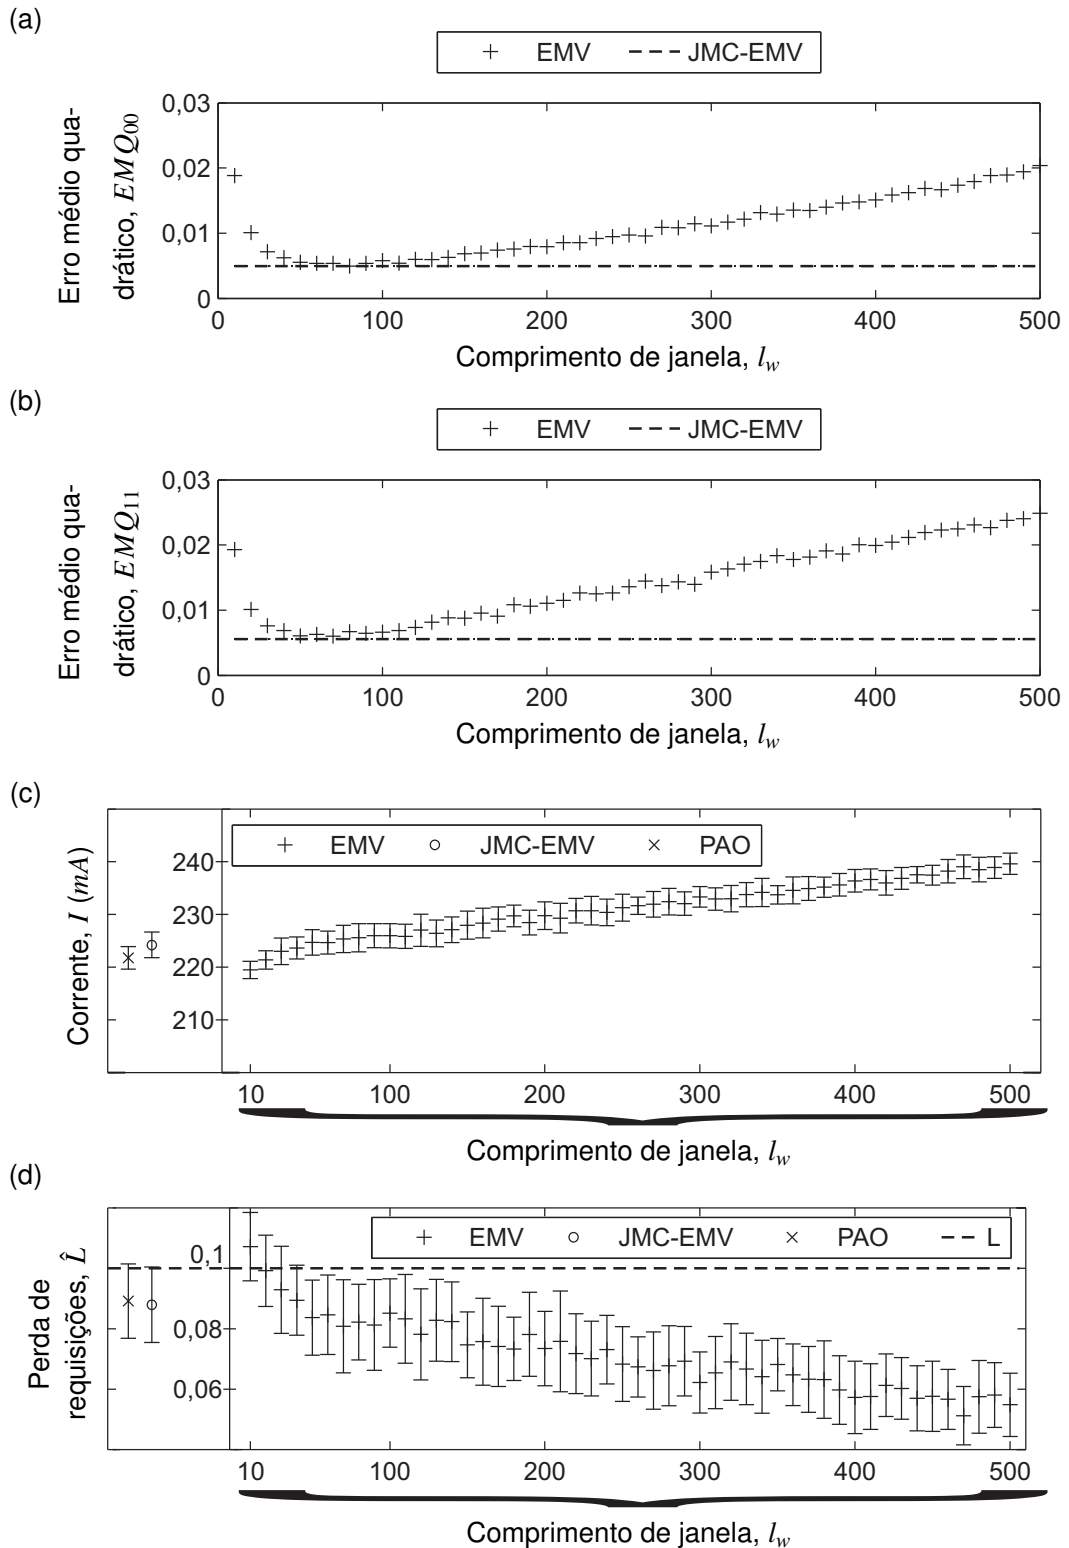 (a)
EMV JMC-EMV
Erro médio qua-
drático, EMQ00
0,03
0,02
0,01
0
0 100 200 300 400 500
Comprimento de janela, lw
(b)
EMV JMC-EMV
Erro médio qua-
drático, EMQ11
0,03
0,02
0,01
0
0 100 200 300 400 500
Comprimento de janela, lw
(c)
EMV JMC-EMV PAO
Corrente, I (mA)
240
230
220
210
10 100 200 300 400 500
Comprimento de janela, lw
(d)
EMV JMC-EMV PAO L
Perda de
requisições, L̂
0,1
0,08
0,06
10 100 200 300 400 500
Comprimento de janela, lw